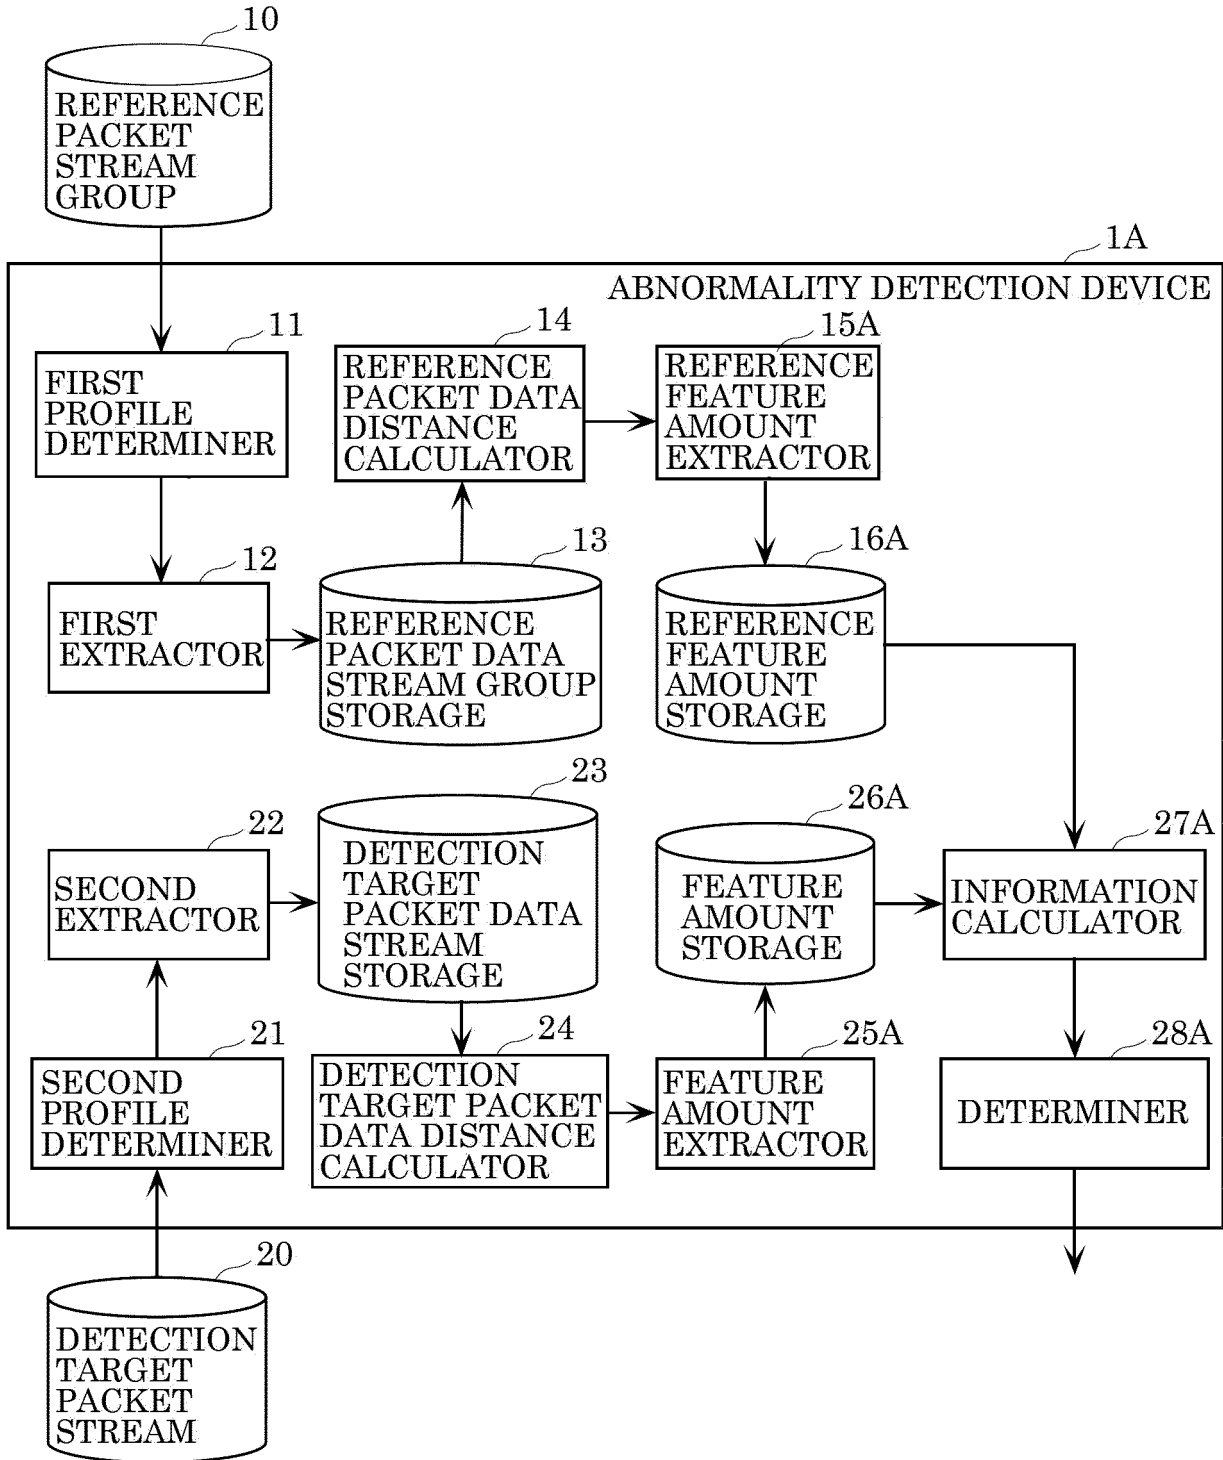 10
REFERENCE
PACKET
STREAM
GROUP
1A
ABNORMALITY DETECTION DEVICE
11
FIRST
PROFILE
DETERMINER
14
REFERENCE
PACKET DATA
DISTANCE
CALCULATOR
15A
REFERENCE
FEATURE
AMOUNT
EXTRACTOR
12
FIRST
EXTRACTOR
13
REFERENCE
PACKET DATA
STREAM GROUP
STORAGE
16A
REFERENCE
FEATURE
AMOUNT
STORAGE
22
SECOND
EXTRACTOR
23
DETECTION
TARGET
PACKET DATA
STREAM
STORAGE
26A
FEATURE
AMOUNT
STORAGE
27A
INFORMATION
CALCULATOR
21
SECOND
PROFILE
DETERMINER
24
DETECTION
TARGET PACKET
DATA DISTANCE
CALCULATOR
25A
FEATURE
AMOUNT
EXTRACTOR
28A
DETERMINER
20
DETECTION
TARGET
PACKET
STREAM